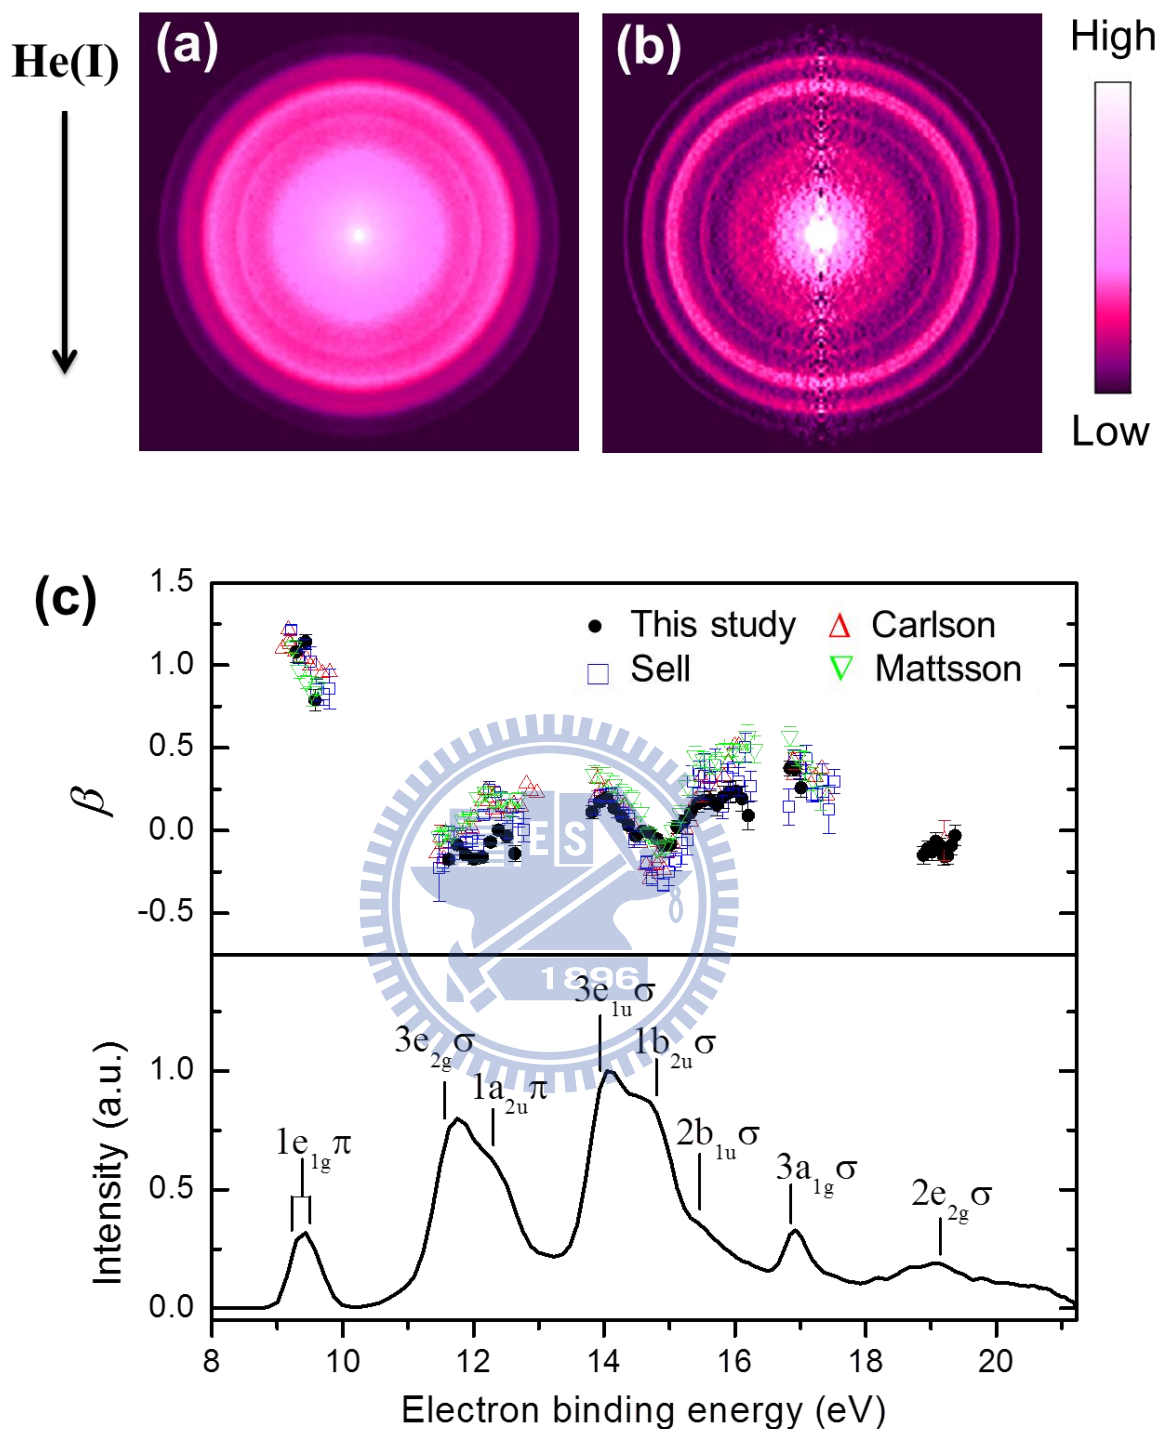 He(I)
(a)
(b)
High
Low
(c)
This study
Carlson
Sell
Mattsson
β
1.5
1.0
0.5
0.0
-0.5
ES
1896
3e1uσ
3e2gσ
1b2uσ
1a2uπ
2b1uσ
1e1gπ
3a1gσ
2e2gσ
Intensity (a.u.)
1.0
0.5
0.0
8 10 12 14 16 18 20
Electron binding energy (eV)